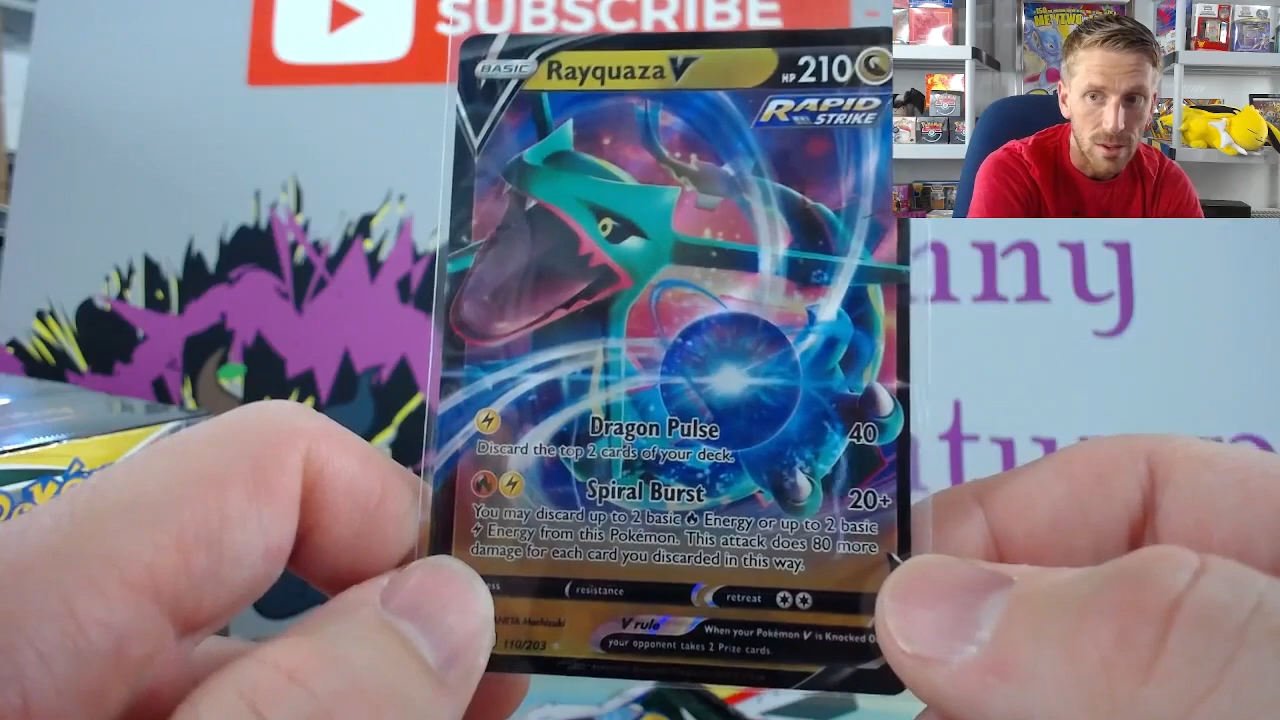 SUBSCRIBE
BASIC Rayquaza V HP 210
RAPID STRIKE
Dragon Pulse 40
Discard the top 2 cards of your deck.
Spiral Burst 20+
You may discard up to 2 basic Energy or up to 2 basic
Energy from this Pokémon. This attack does 80 more
damage for each card you discarded in this way.
resistance retreat
V rule When your Pokémon V is Knocked O
your opponent takes 2 Prize cards.
110/203